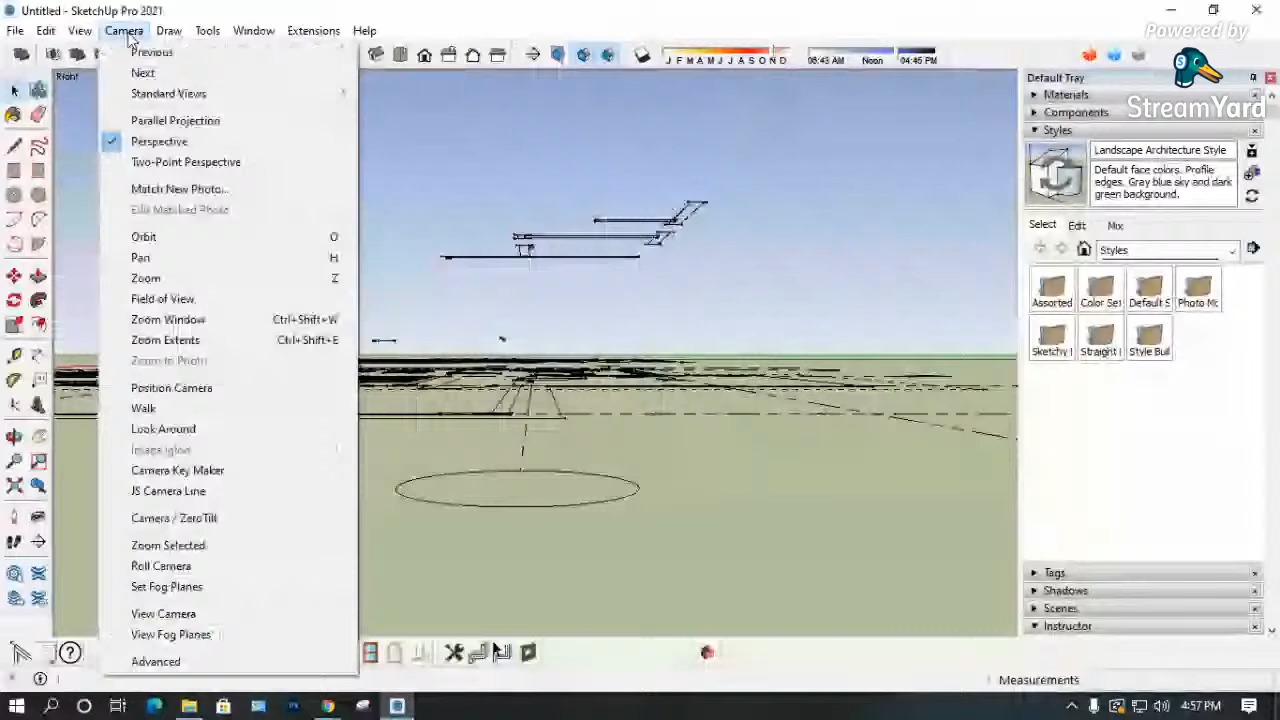 Untitled - SketchUp Pro 2021
File Edit View Camera Draw Tools Window Extensions Help
Powered by
StreamYard
Previous
Next
Standard Views
Parallel Projection
Perspective
Two-Point Perspective
Match New Photo...
Edit Matched Photo
Orbit O
Pan H
Zoom Z
Field of View
Zoom Window Ctrl+Shift+W
Zoom Extents Ctrl+Shift+E
Zoom to Photo
Position Camera
Walk
Look Around
Image Igloo
Camera Key Maker
JS Camera Line
Camera / ZeroTilt
Zoom Selected
Roll Camera
Set Fog Planes
View Camera
View Fog Planes
Advanced
Right
J F M A M J J A S O N D
06:43 AM Noon 04:45 PM
Default Tray
Materials
Components
Styles
Landscape Architecture Style
Default face colors. Profile
edges. Gray blue sky and dark
green background.
Select Edit Mix
Styles
Assorted Color Set Default S Photo Mo
Sketchy Straight Style Bui
Tags
Shadows
Scenes
Instructor
Measurements
4:57 PM